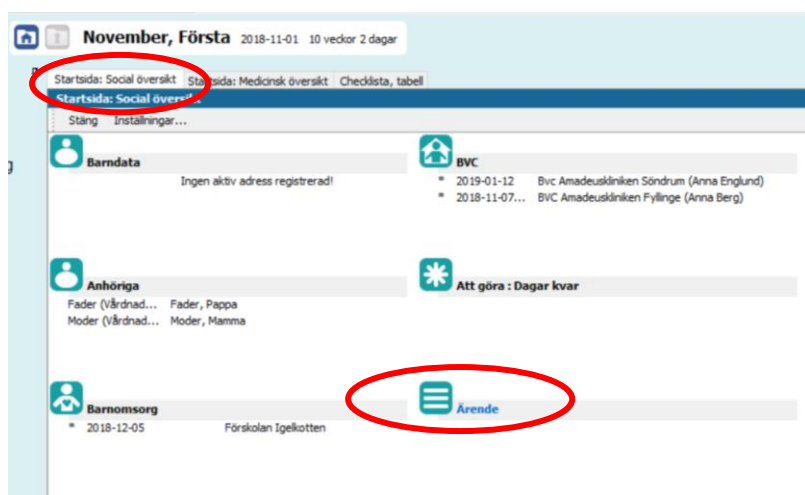 November, Första 2018-11-01 10 veckor 2 dagar
Startsida: Social översikt Startsida: Medicinsk översikt Checklista, tabell
Startsida: Social översikt
Stäng Inställningar...
Barndata
Ingen aktiv adress registrerad!
BVC
* 2019-01-12 Bvc Amadeuskliniken Söndrum (Anna Englund)
* 2018-11-07... BVC Amadeuskliniken Fyllinge (Anna Berg)
Anhöriga
Fader (Vårdnad... Fader, Pappa
Moder (Vårdnad... Moder, Mamma
Att göra : Dagar kvar
Barnomsorg
* 2018-12-05 Förskolan Igelkotten
Ärende